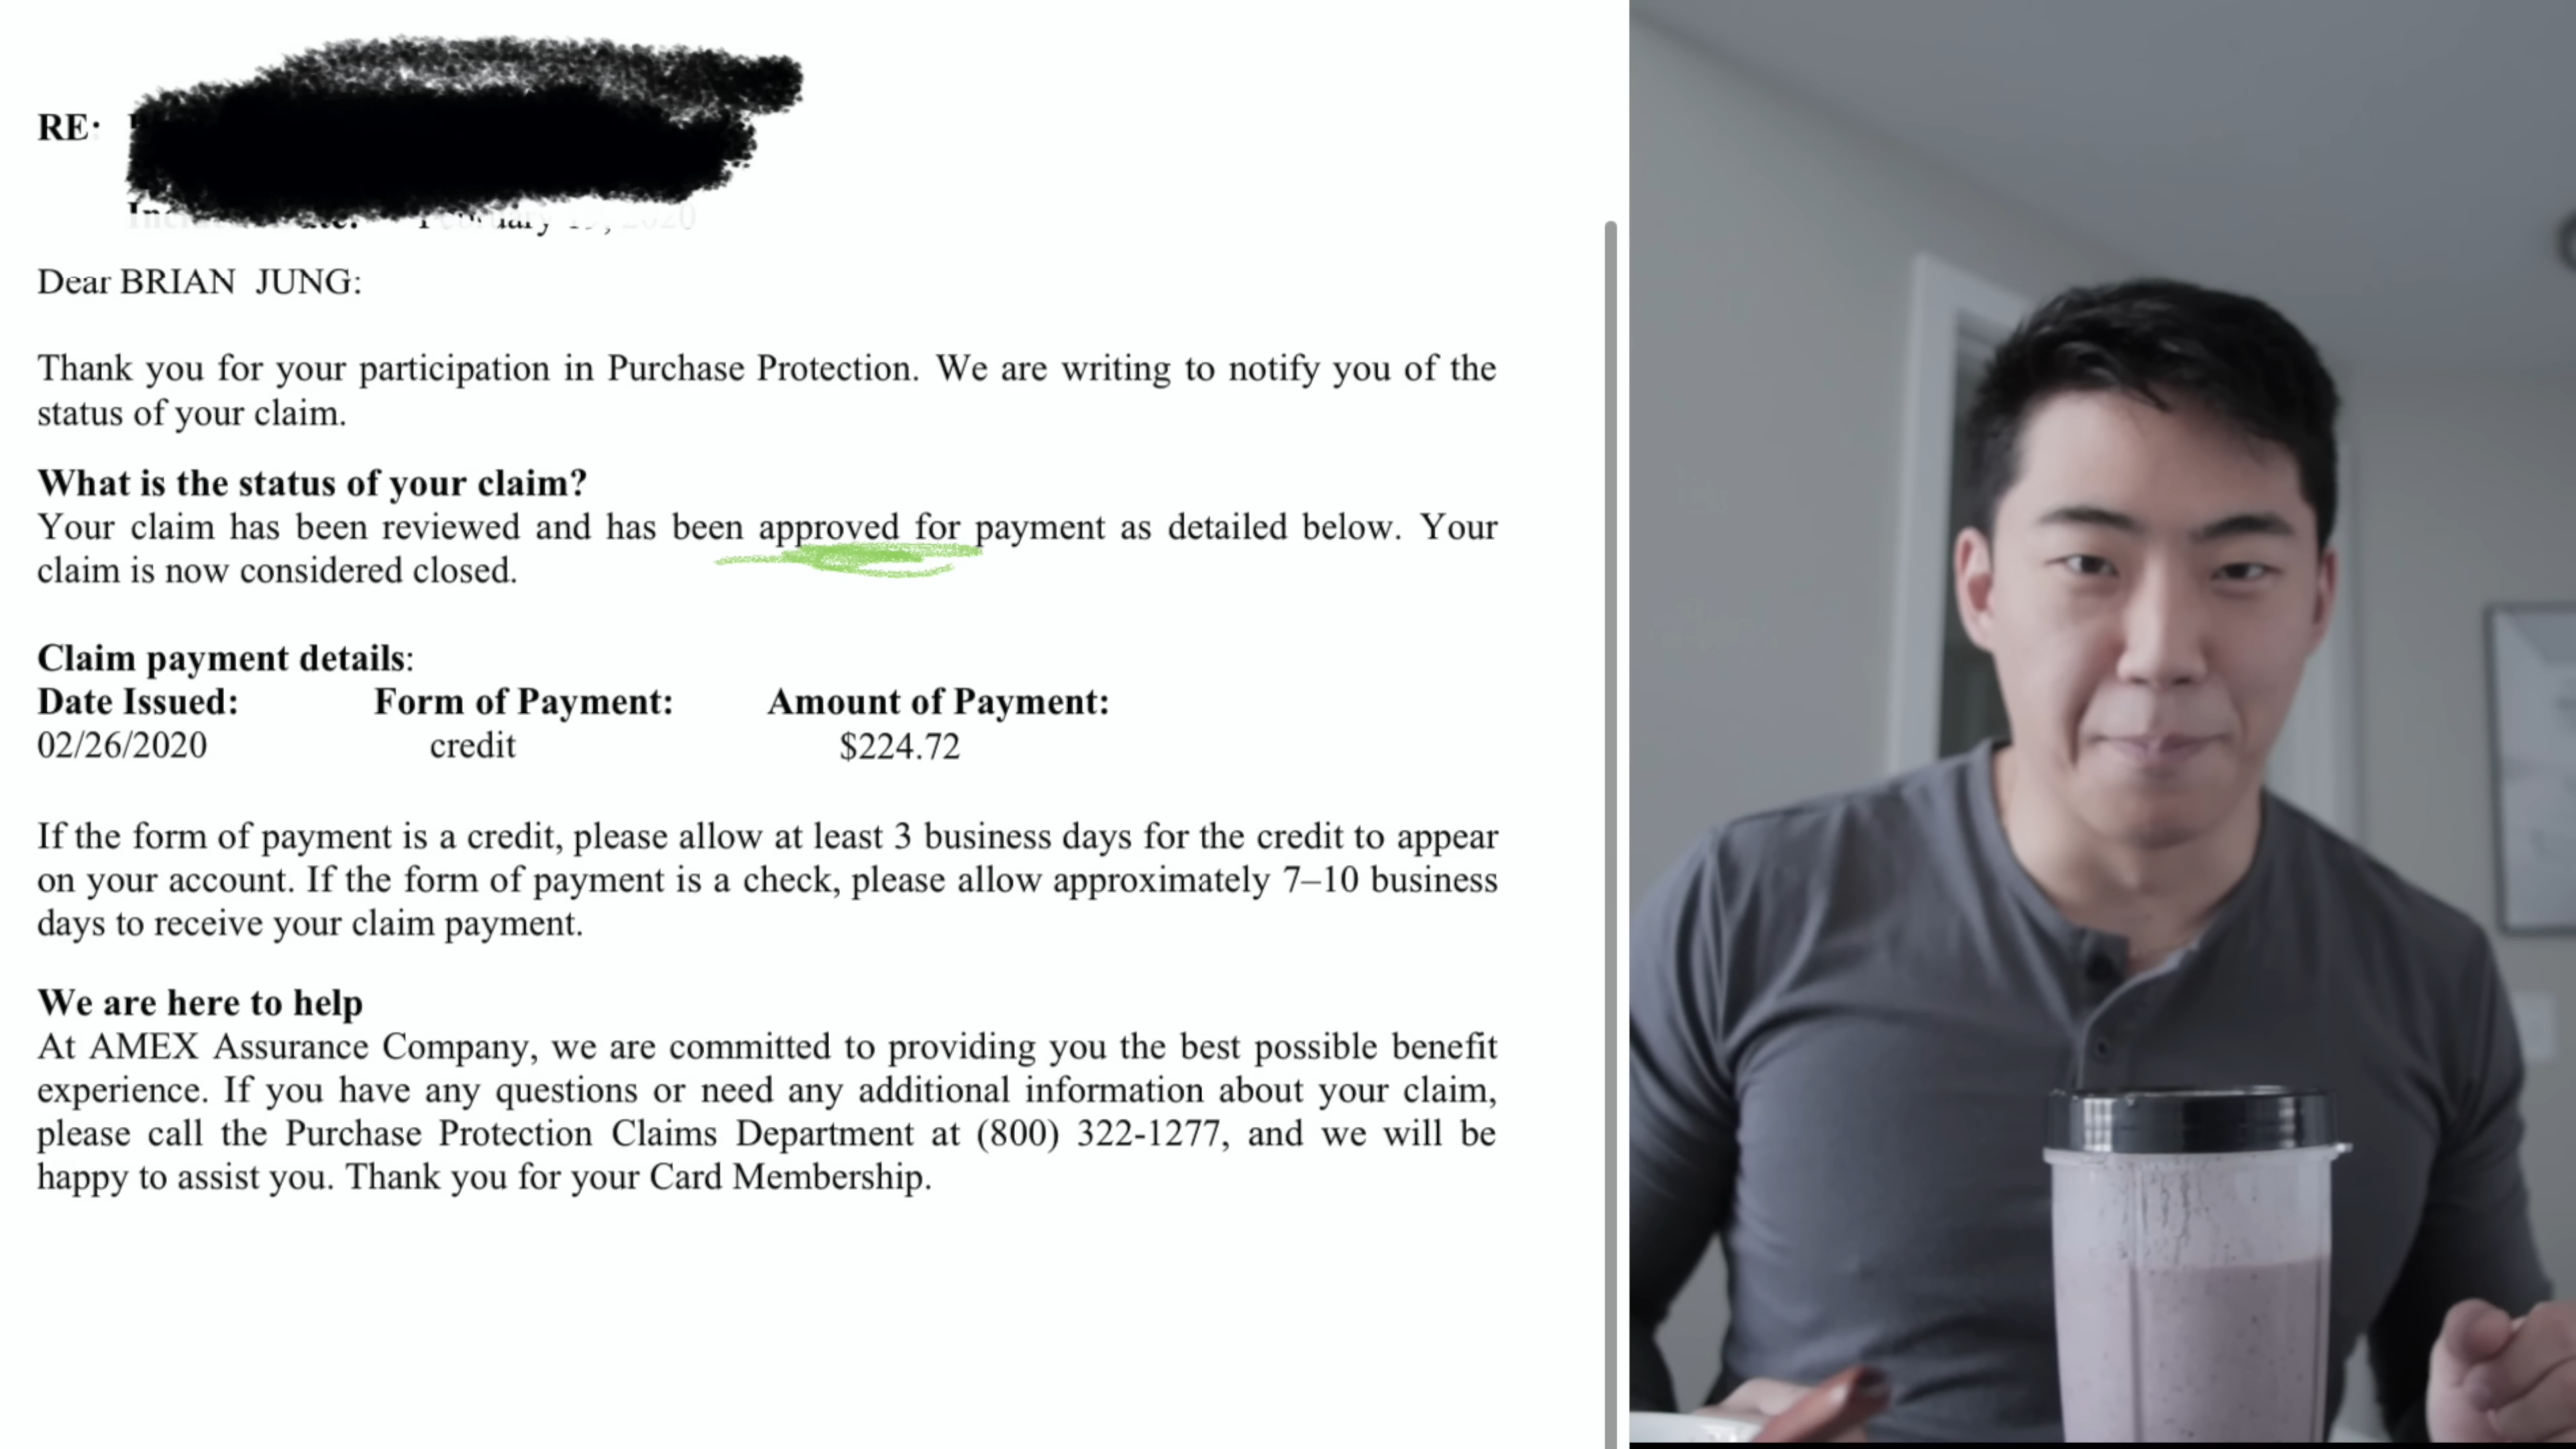 RE:
Dear BRIAN JUNG:
Thank you for your participation in Purchase Protection. We are writing to notify you of the
status of your claim.
What is the status of your claim?
Your claim has been reviewed and has been approved for payment as detailed below. Your
claim is now considered closed.
Claim payment details:
Date Issued: Form of Payment: Amount of Payment:
02/26/2020 credit $224.72
If the form of payment is a credit, please allow at least 3 business days for the credit to appear
on your account. If the form of payment is a check, please allow approximately 7–10 business
days to receive your claim payment.
We are here to help
At AMEX Assurance Company, we are committed to providing you the best possible benefit
experience. If you have any questions or need any additional information about your claim,
please call the Purchase Protection Claims Department at (800) 322-1277, and we will be
happy to assist you. Thank you for your Card Membership.